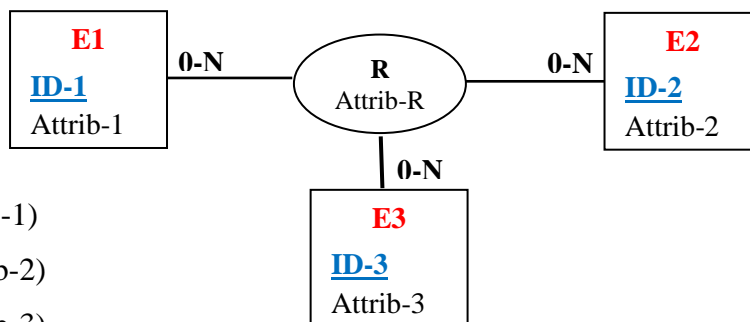 E1
ID-1
Attrib-1
0-N
R
Attrib-R
0-N
E2
ID-2
Attrib-2
0-N
E3
ID-3
Attrib-3
-1)
-2)